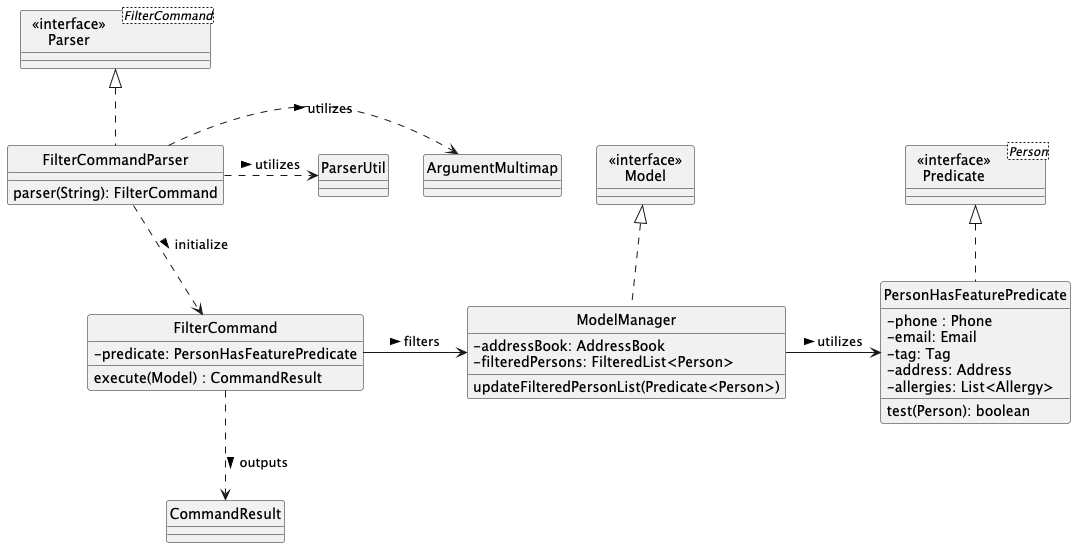 «interface»
Parser
FilterCommand
utilizes
FilterCommandParser
parser(String): FilterCommand
utilizes
ParserUtil
ArgumentMultimap
«interface»
Model
«interface»
Predicate
Person
initialize
FilterCommand
-predicate: PersonHasFeaturePredicate
execute(Model) : CommandResult
filters
ModelManager
-addressBook: AddressBook
-filteredPersons: FilteredList<Person>
updateFilteredPersonList(Predicate<Person>)
utilizes
PersonHasFeaturePredicate
-phone : Phone
-email: Email
-tag: Tag
-address: Address
-allergies: List<Allergy>
test(Person): boolean
outputs
CommandResult